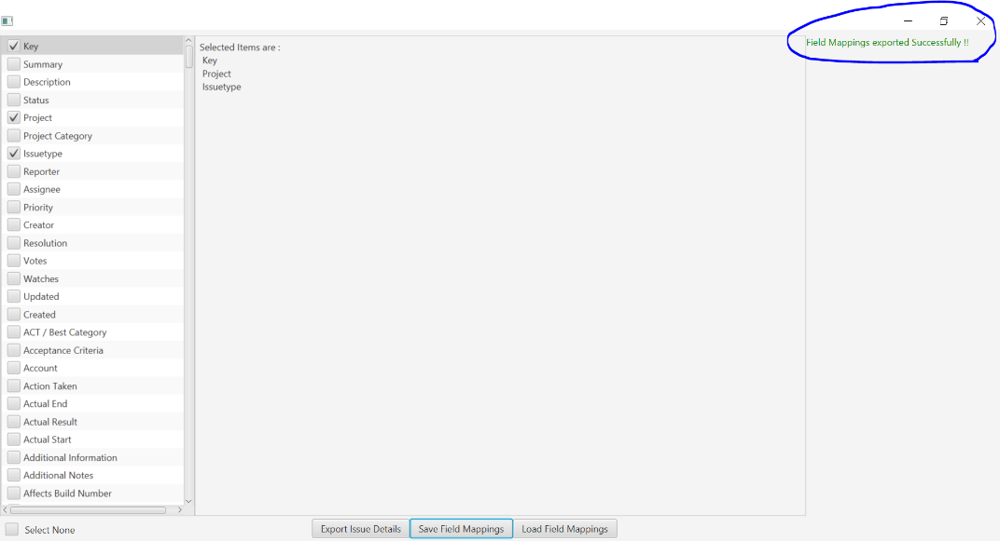 Field Mappings exported Successfully !!
Key
Summary
Description
Status
Project
Project Category
Issuetype
Reporter
Assignee
Priority
Creator
Resolution
Votes
Watches
Updated
Created
ACT / Best Category
Acceptance Criteria
Account
Action Taken
Actual End
Actual Result
Actual Start
Additional Information
Additional Notes
Affects Build Number
Selected Items are :
Key
Project
Issuetype
Select None
Export Issue Details
Save Field Mappings
Load Field Mappings